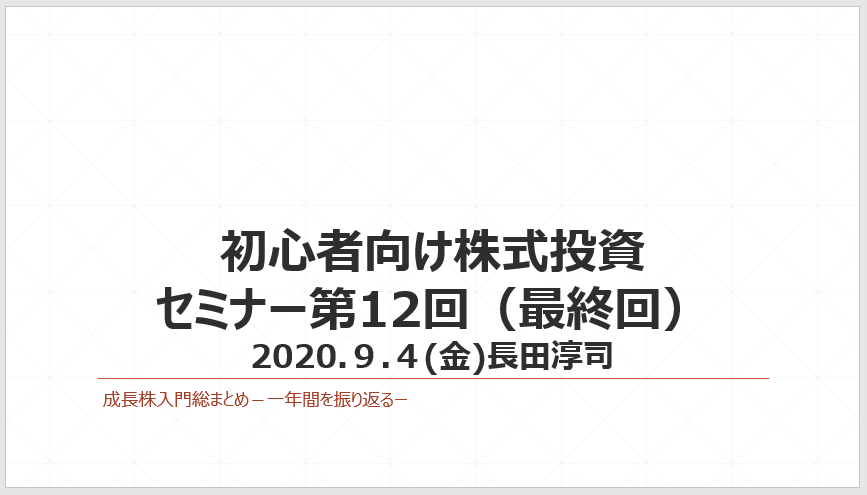 初心者向け株式投資
セミナー第12回（最終回）
2020.９.４(金)長田淳司
成長株入門総まとめ－一年間を振り返る－